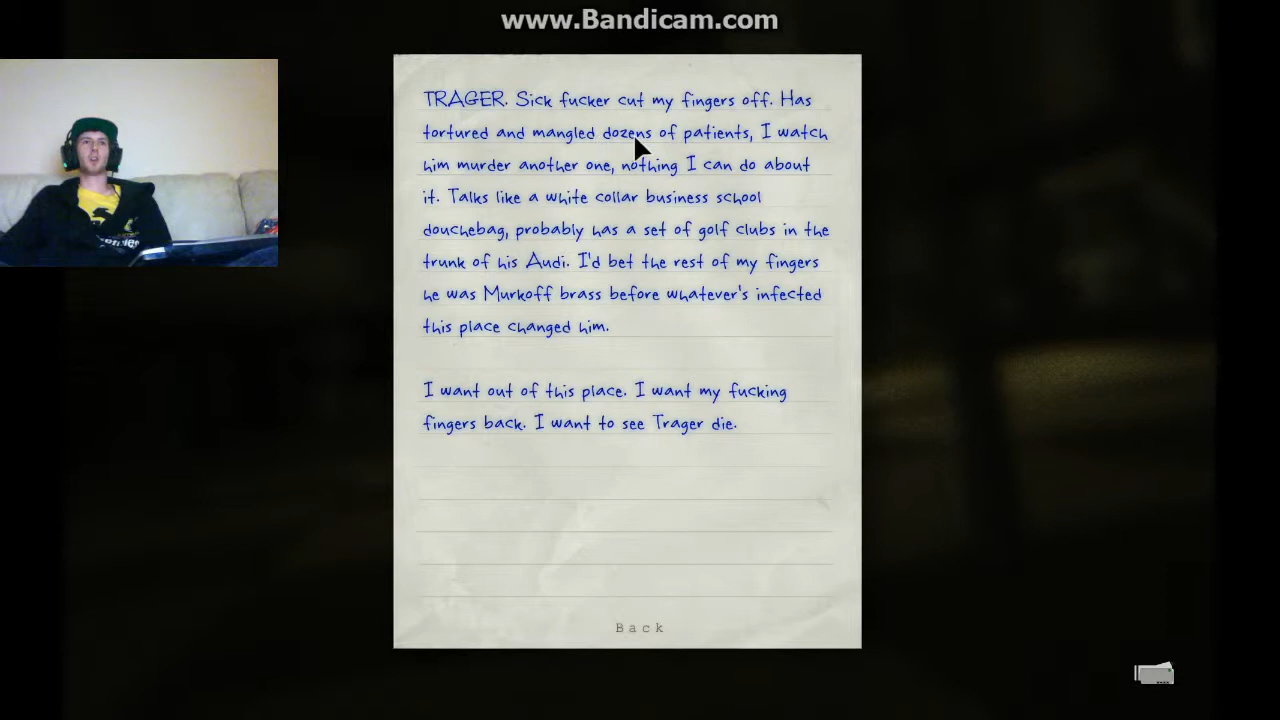 www.Bandicam.com
TRAGER. Sick fucker cut my fingers off. Has
tortured and mangled dozens of patients, I watch
him murder another one, nothing I can do about
it. Talks like a white collar business school
douchebag, probably has a set of golf clubs in the
trunk of his Audi. I'd bet the rest of my fingers
he was Murkoff brass before whatever's infected
this place changed him.
I want out of this place. I want my fucking
fingers back. I want to see Trager die.
Back